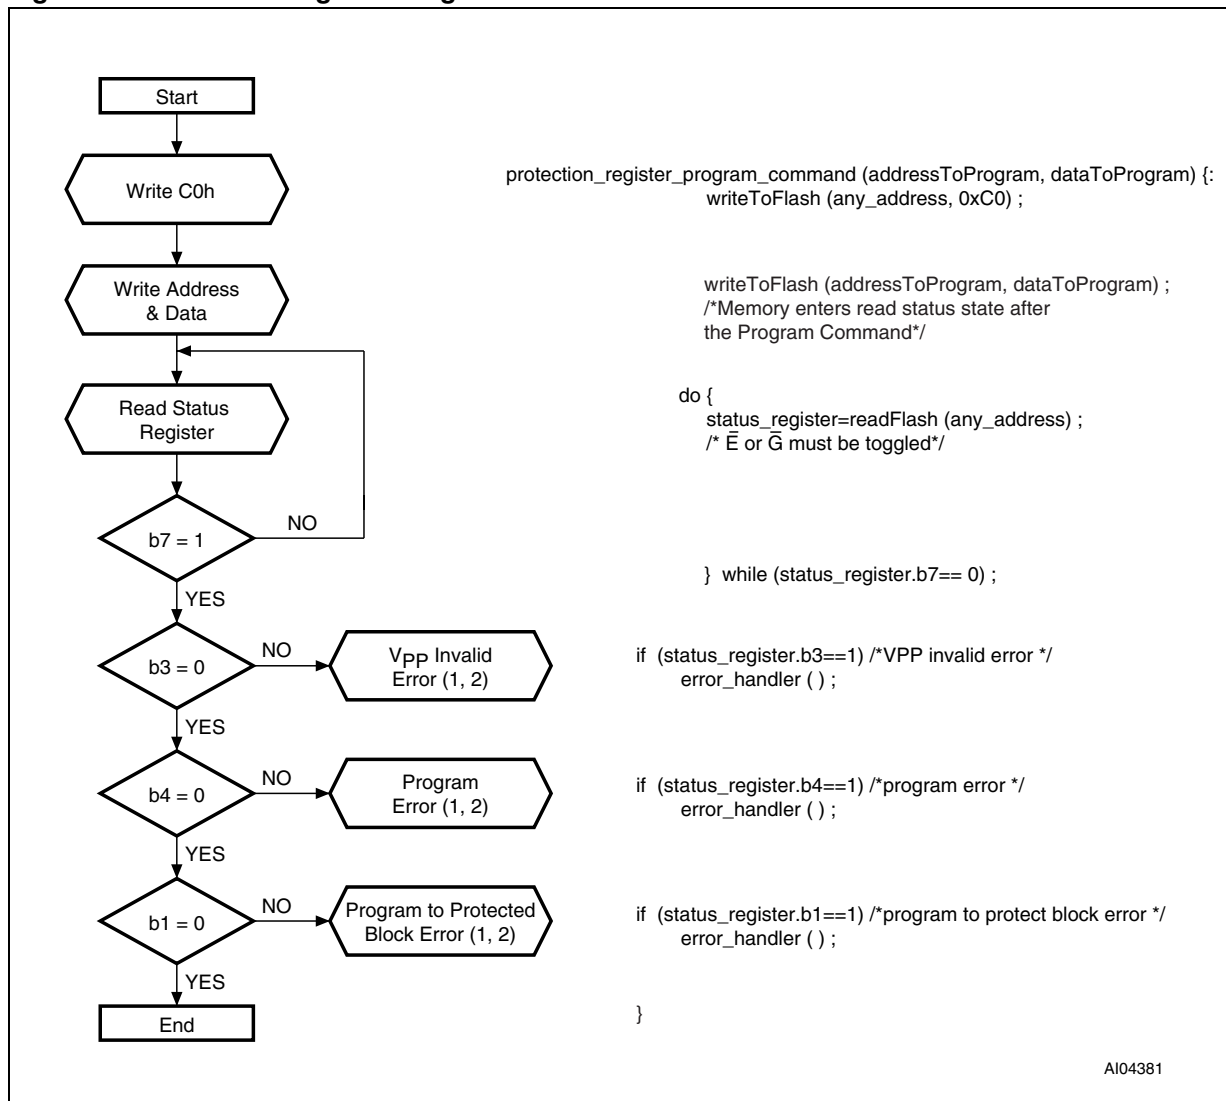 Start
Write C0h
protection_register_program_command (addressToProgram, dataToProgram) {:
writeToFlash (any_address, 0xC0) ;
Write Address
& Data
writeToFlash (addressToProgram, dataToProgram) ;
/*Memory enters read status state after
the Program Command*/
Read Status
Register
do {
status_register=readFlash (any_address) ;
/* E̅ or G̅ must be toggled*/
b7 = 1
NO
} while (status_register.b7== 0) ;
YES
b3 = 0
NO
VPP Invalid
Error (1, 2)
if (status_register.b3==1) /*VPP invalid error */
error_handler ( ) ;
YES
b4 = 0
NO
Program
Error (1, 2)
if (status_register.b4==1) /*program error */
error_handler ( ) ;
YES
b1 = 0
NO
Program to Protected
Block Error (1, 2)
if (status_register.b1==1) /*program to protect block error */
error_handler ( ) ;
YES
End
}
AI04381